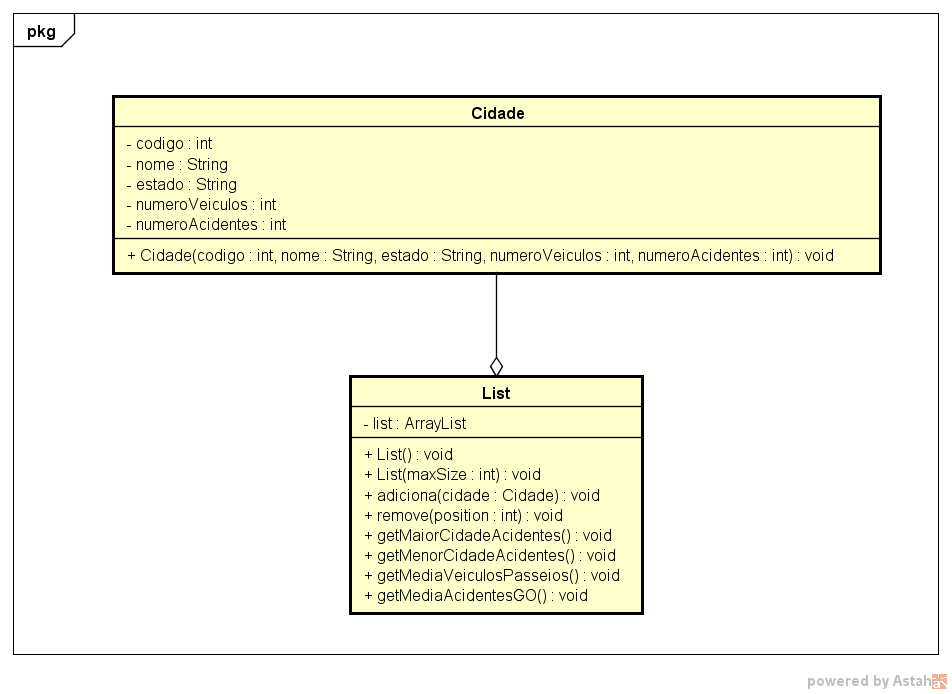 pkg
Cidade
- codigo : int
- nome : String
- estado : String
- numeroVeiculos : int
- numeroAcidentes : int
+ Cidade(codigo : int, nome : String, estado : String, numeroVeiculos : int, numeroAcidentes : int) : void
List
- list : ArrayList
+ List() : void
+ List(maxSize : int) : void
+ adiciona(cidade : Cidade) : void
+ remove(position : int) : void
+ getMaiorCidadeAcidentes() : void
+ getMenorCidadeAcidentes() : void
+ getMediaVeiculosPasseios() : void
+ getMediaAcidentesGO() : void
powered by Astah